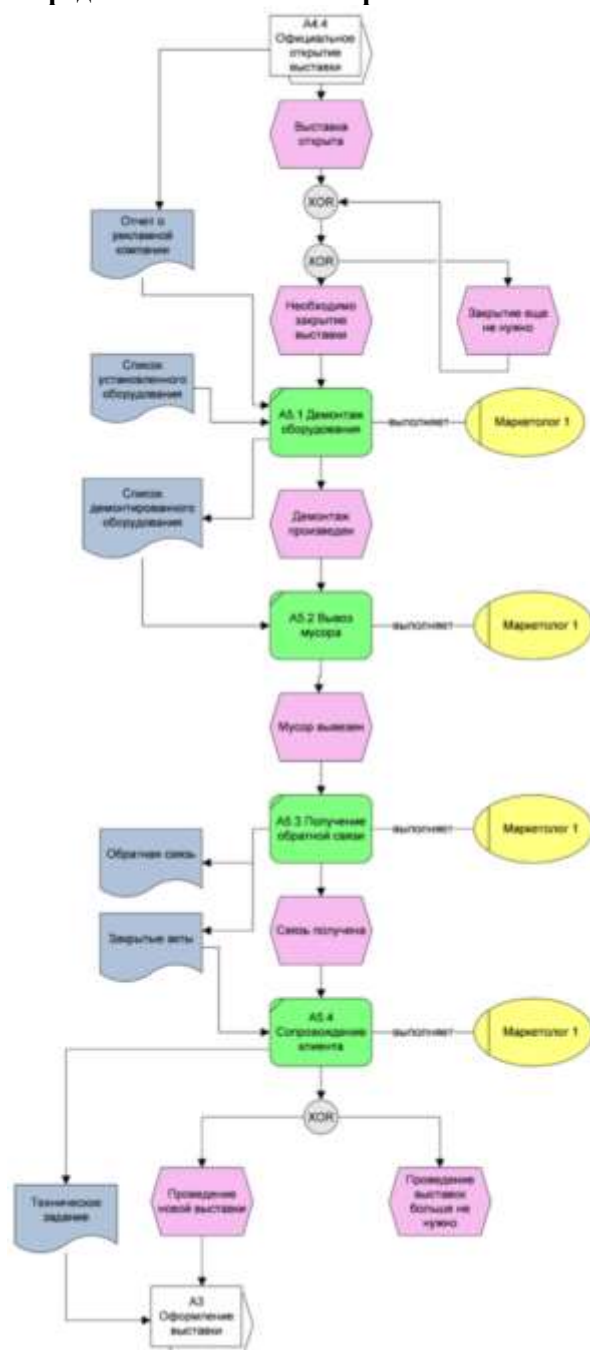 А4.4
Официальное
открытие
выставки
Выставка
открыта
XOR
Отчет о
рекламной
компании
XOR
Необходимо
закрытие
выставки
Закрытие еще
не нужно
Список
установленного
оборудования
А5.1 Демонтаж
оборудования
выполняет
Маркетолог 1
Список
демонтированного
оборудования
Демонтаж
произведен
А5.2 Вывоз
мусора
выполняет
Маркетолог 1
Мусор вывезен
А5.3 Получение
обратной связи
выполняет
Маркетолог 1
Обратная связь
Закрытые акты
Связь получена
А5.4
Сопровождение
клиента
выполняет
Маркетолог 1
XOR
Техническое
задание
Проведение
новой выставки
Проведение
выставок
больше не
нужно
А3
Оформление
выставки